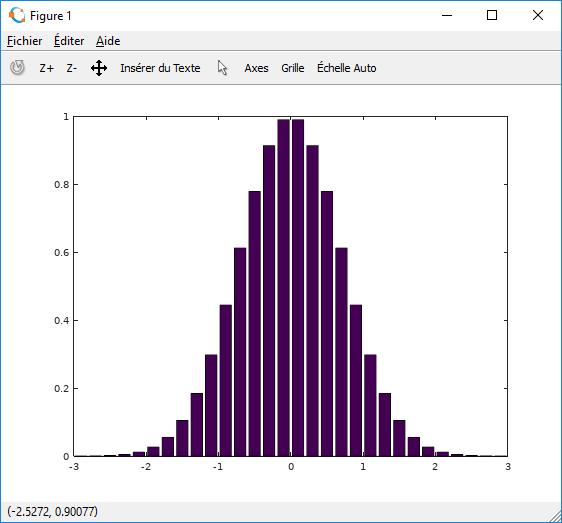 Figure 1
Fichier Éditer Aide
Z+ Z- Insérer du Texte Axes Grille Échelle Auto
1
0.8
0.6
0.4
0.2
0
-3 -2 -1 0 1 2 3
(-2.5272, 0.90077)